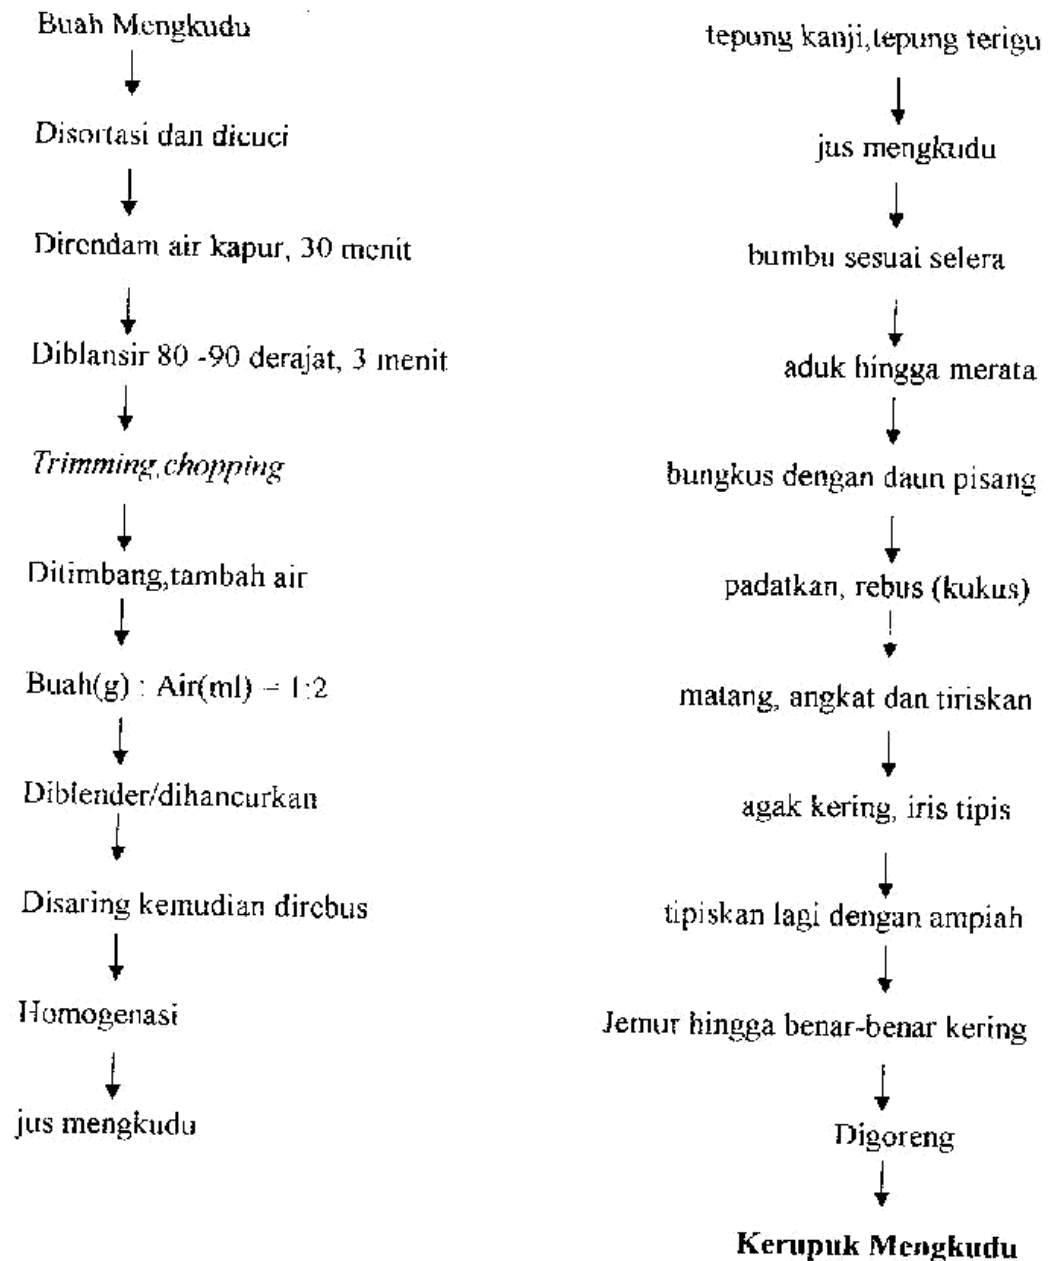 Buah Mengkudu
Disortasi dan dicuci
Direndam air kapur, 30 menit
Diblansir 80 -90 derajat, 3 menit
Trimming,chopping
Ditimbang,tambah air
Buah(g) : Air(ml) = 1:2
Diblender/dihancurkan
Disaring kemudian direbus
Homogenasi
jus mengkudu
tepung kanji,tepung terigu
jus mengkudu
bumbu sesuai selera
aduk hingga merata
bungkus dengan daun pisang
padatkan, rebus (kukus)
matang, angkat dan tiriskan
agak kering, iris tipis
tipiskan lagi dengan ampiah
Jemur hingga benar-benar kering
Digoreng
Kerupuk Mengkudu